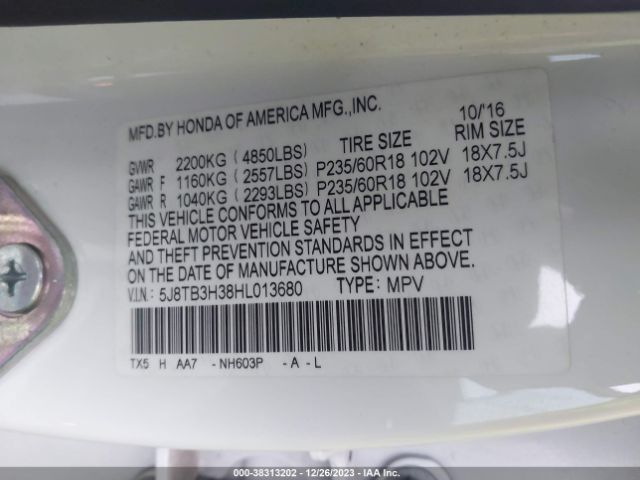 MFD.BY HONDA OF AMERICA MFG.,INC. 10/'16
TIRE SIZE RIM SIZE
GVWR 2200KG ( 4850LBS)
GAWR F 1160KG ( 2557LBS) P235/60R18 102V 18X7.5J
GAWR R 1040KG ( 2293LBS) P235/60R18 102V 18X7.5J
THIS VEHICLE CONFORMS TO ALL APPLICABLE
FEDERAL MOTOR VEHICLE SAFETY
AND THEFT PREVENTION STANDARDS IN EFFECT
ON THE DATE OF MANUFACTURE SHOWN ABOVE.
V.I.N.: 5J8TB3H38HL013680 TYPE: MPV
TX5 H AA7 - NH603P - A - L
000-38313202 - 12/26/2023 - IAA Inc.